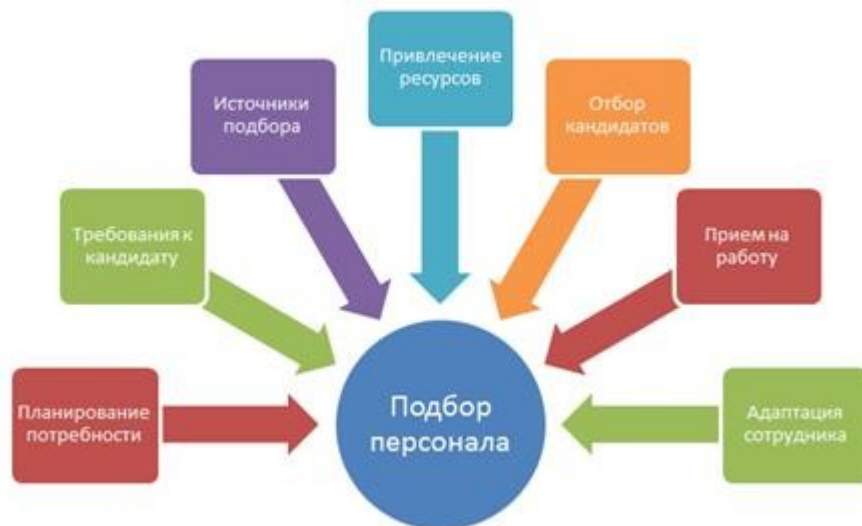 Планирование
потребности
Требования к
кандидату
Источники
подбора
Привлечение
ресурсов
Отбор
кандидатов
Прием на
работу
Адаптация
сотрудника
Подбор
персонала